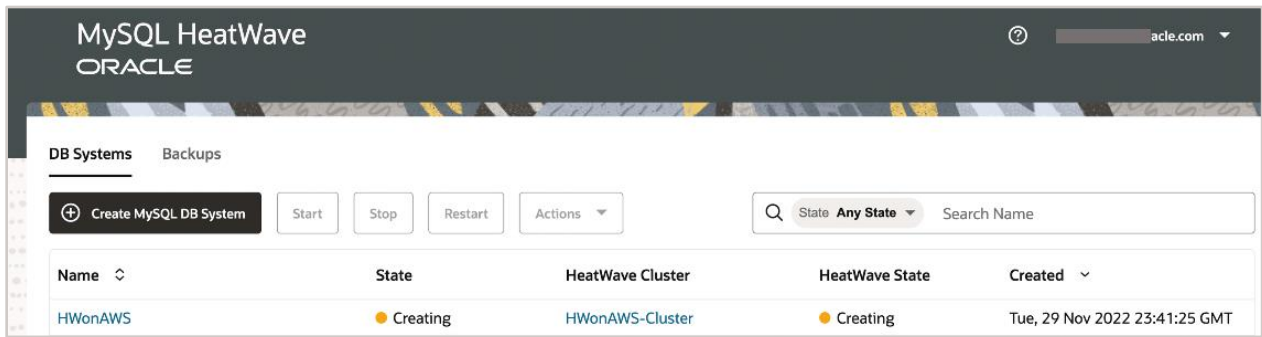 MySQL HeatWave
ORACLE
acle.com
DB Systems Backups
Create MySQL DB System Start Stop Restart Actions State Any State Search Name
Name State HeatWave Cluster HeatWave State Created
HWonAWS Creating HWonAWS-Cluster Creating Tue, 29 Nov 2022 23:41:25 GMT